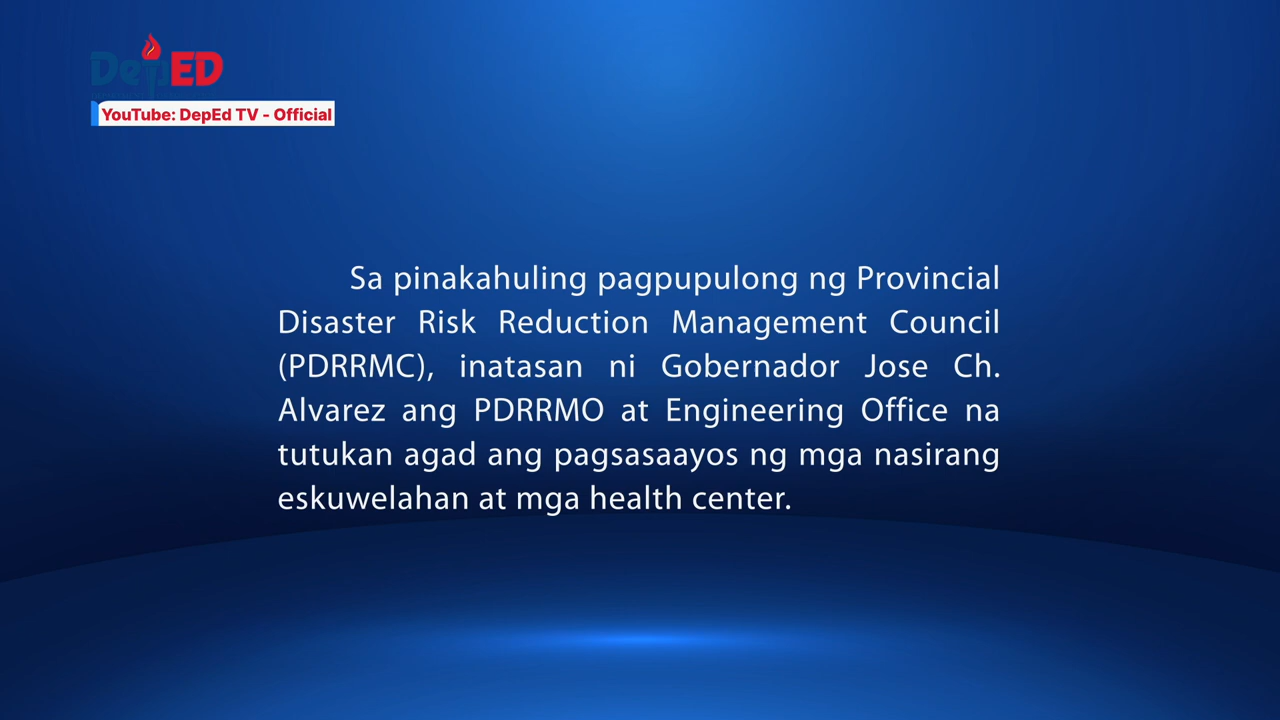 DepED
YouTube: DepEd TV - Official
Sa pinakahuling pagpupulong ng Provincial
Disaster Risk Reduction Management Council
(PDRRMC), inatasan ni Gobernador Jose Ch.
Alvarez ang PDRRMO at Engineering Office na
tutukan agad ang pagsasaayos ng mga nasirang
eskuwelahan at mga health center.